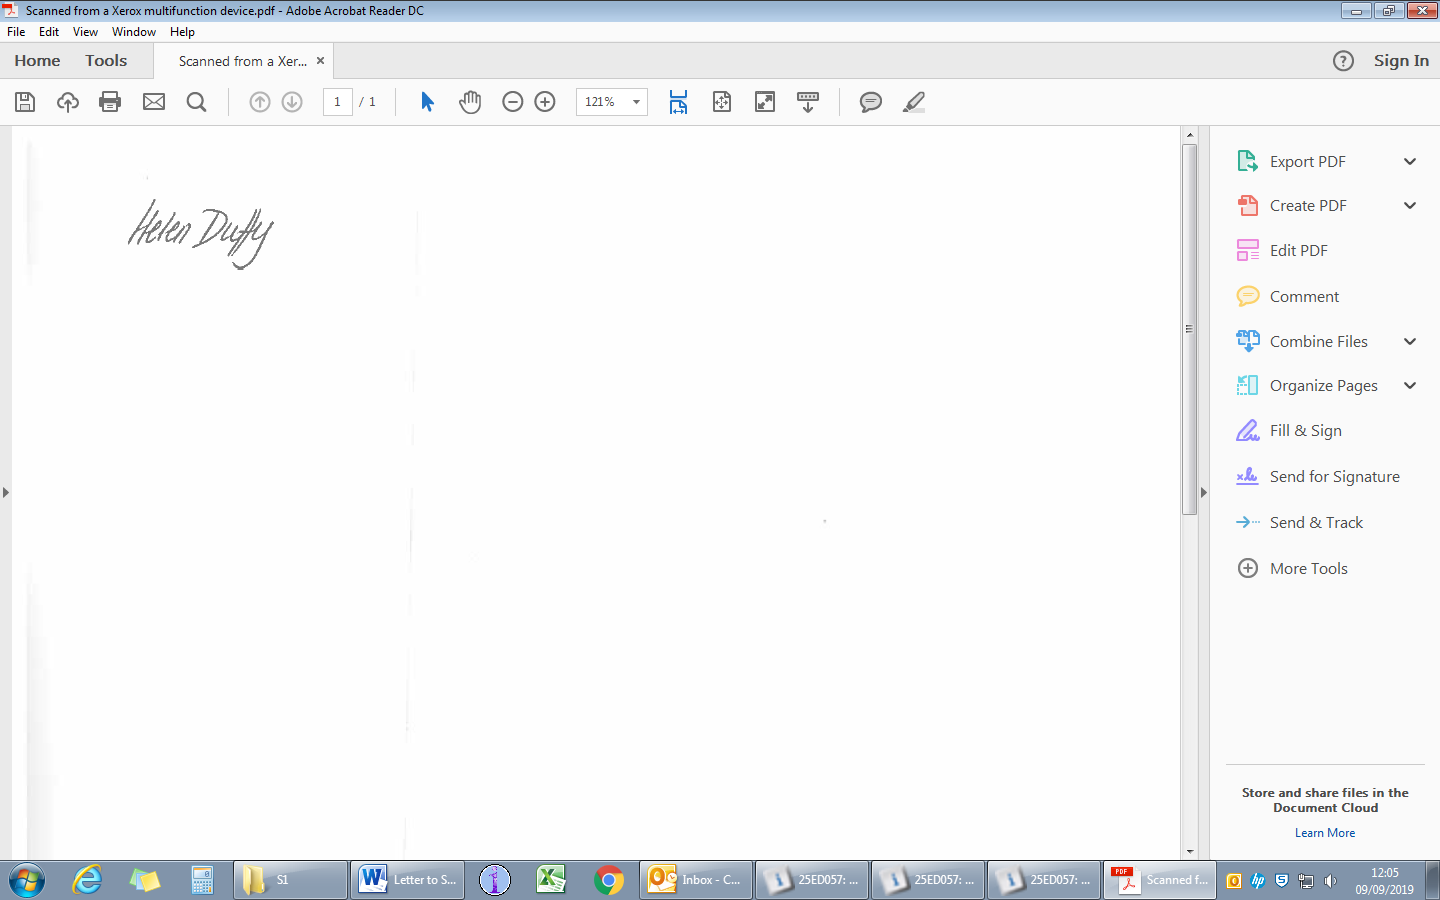 Scanned from a Xerox multifunction device.pdf - Adobe Acrobat Reader DC
File Edit View Window Help
Home Tools Scanned from a Xer... × ? Sign In
1 / 1 121%
Helen Duffy
Export PDF
Create PDF
Edit PDF
Comment
Combine Files
Organize Pages
Fill & Sign
Send for Signature
Send & Track
More Tools
Store and share files in the
Document Cloud
Learn More
S1 Letter to S... Inbox - C... 25ED057: ... 25ED057: ... 25ED057: ... PDF Scanned f... 12:05
09/09/2019